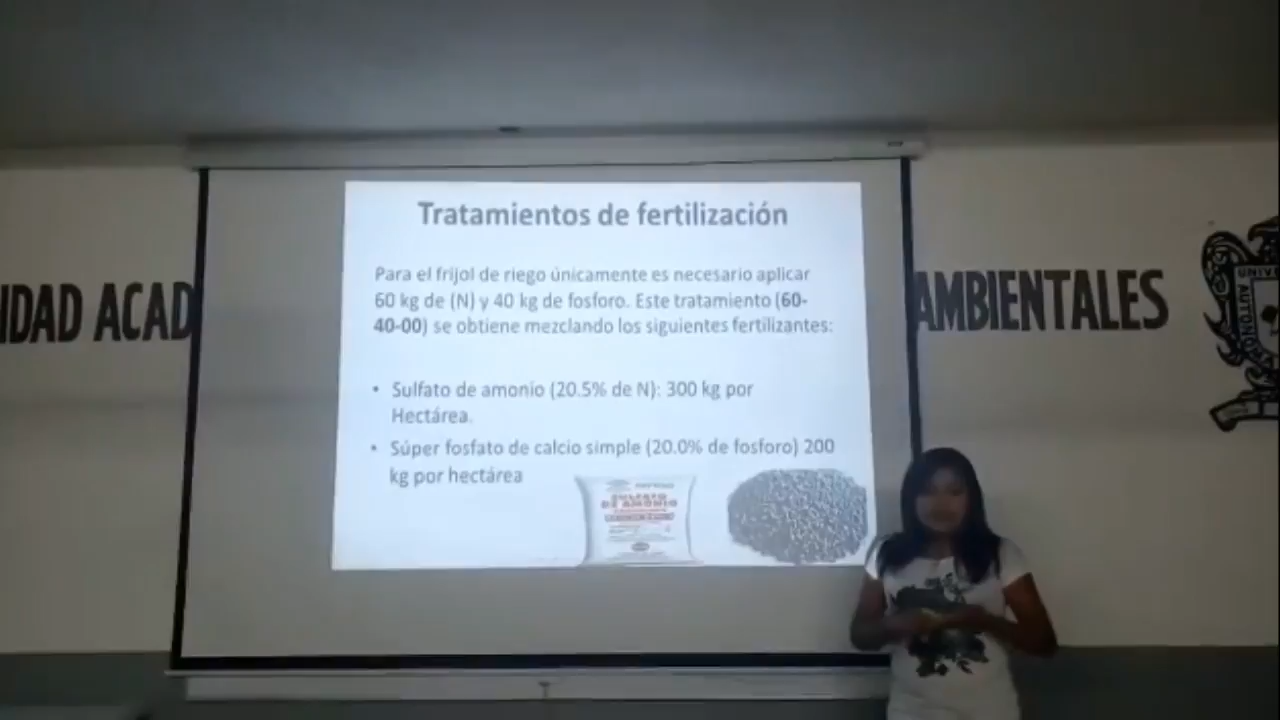 Tratamientos de fertilización
Para el frijol de riego únicamente es necesario aplicar
60 kg de (N) y 40 kg de fosforo. Este tratamiento (60-
40-00) se obtiene mezclando los siguientes fertilizantes:
• Sulfato de amonio (20.5% de N): 300 kg por
Hectárea.
• Súper fosfato de calcio simple (20.0% de fosforo) 200
kg por hectárea
SULFATO
DE AMONIO
IDAD ACAD
AMBIENTALES
UNIV
AUTONO